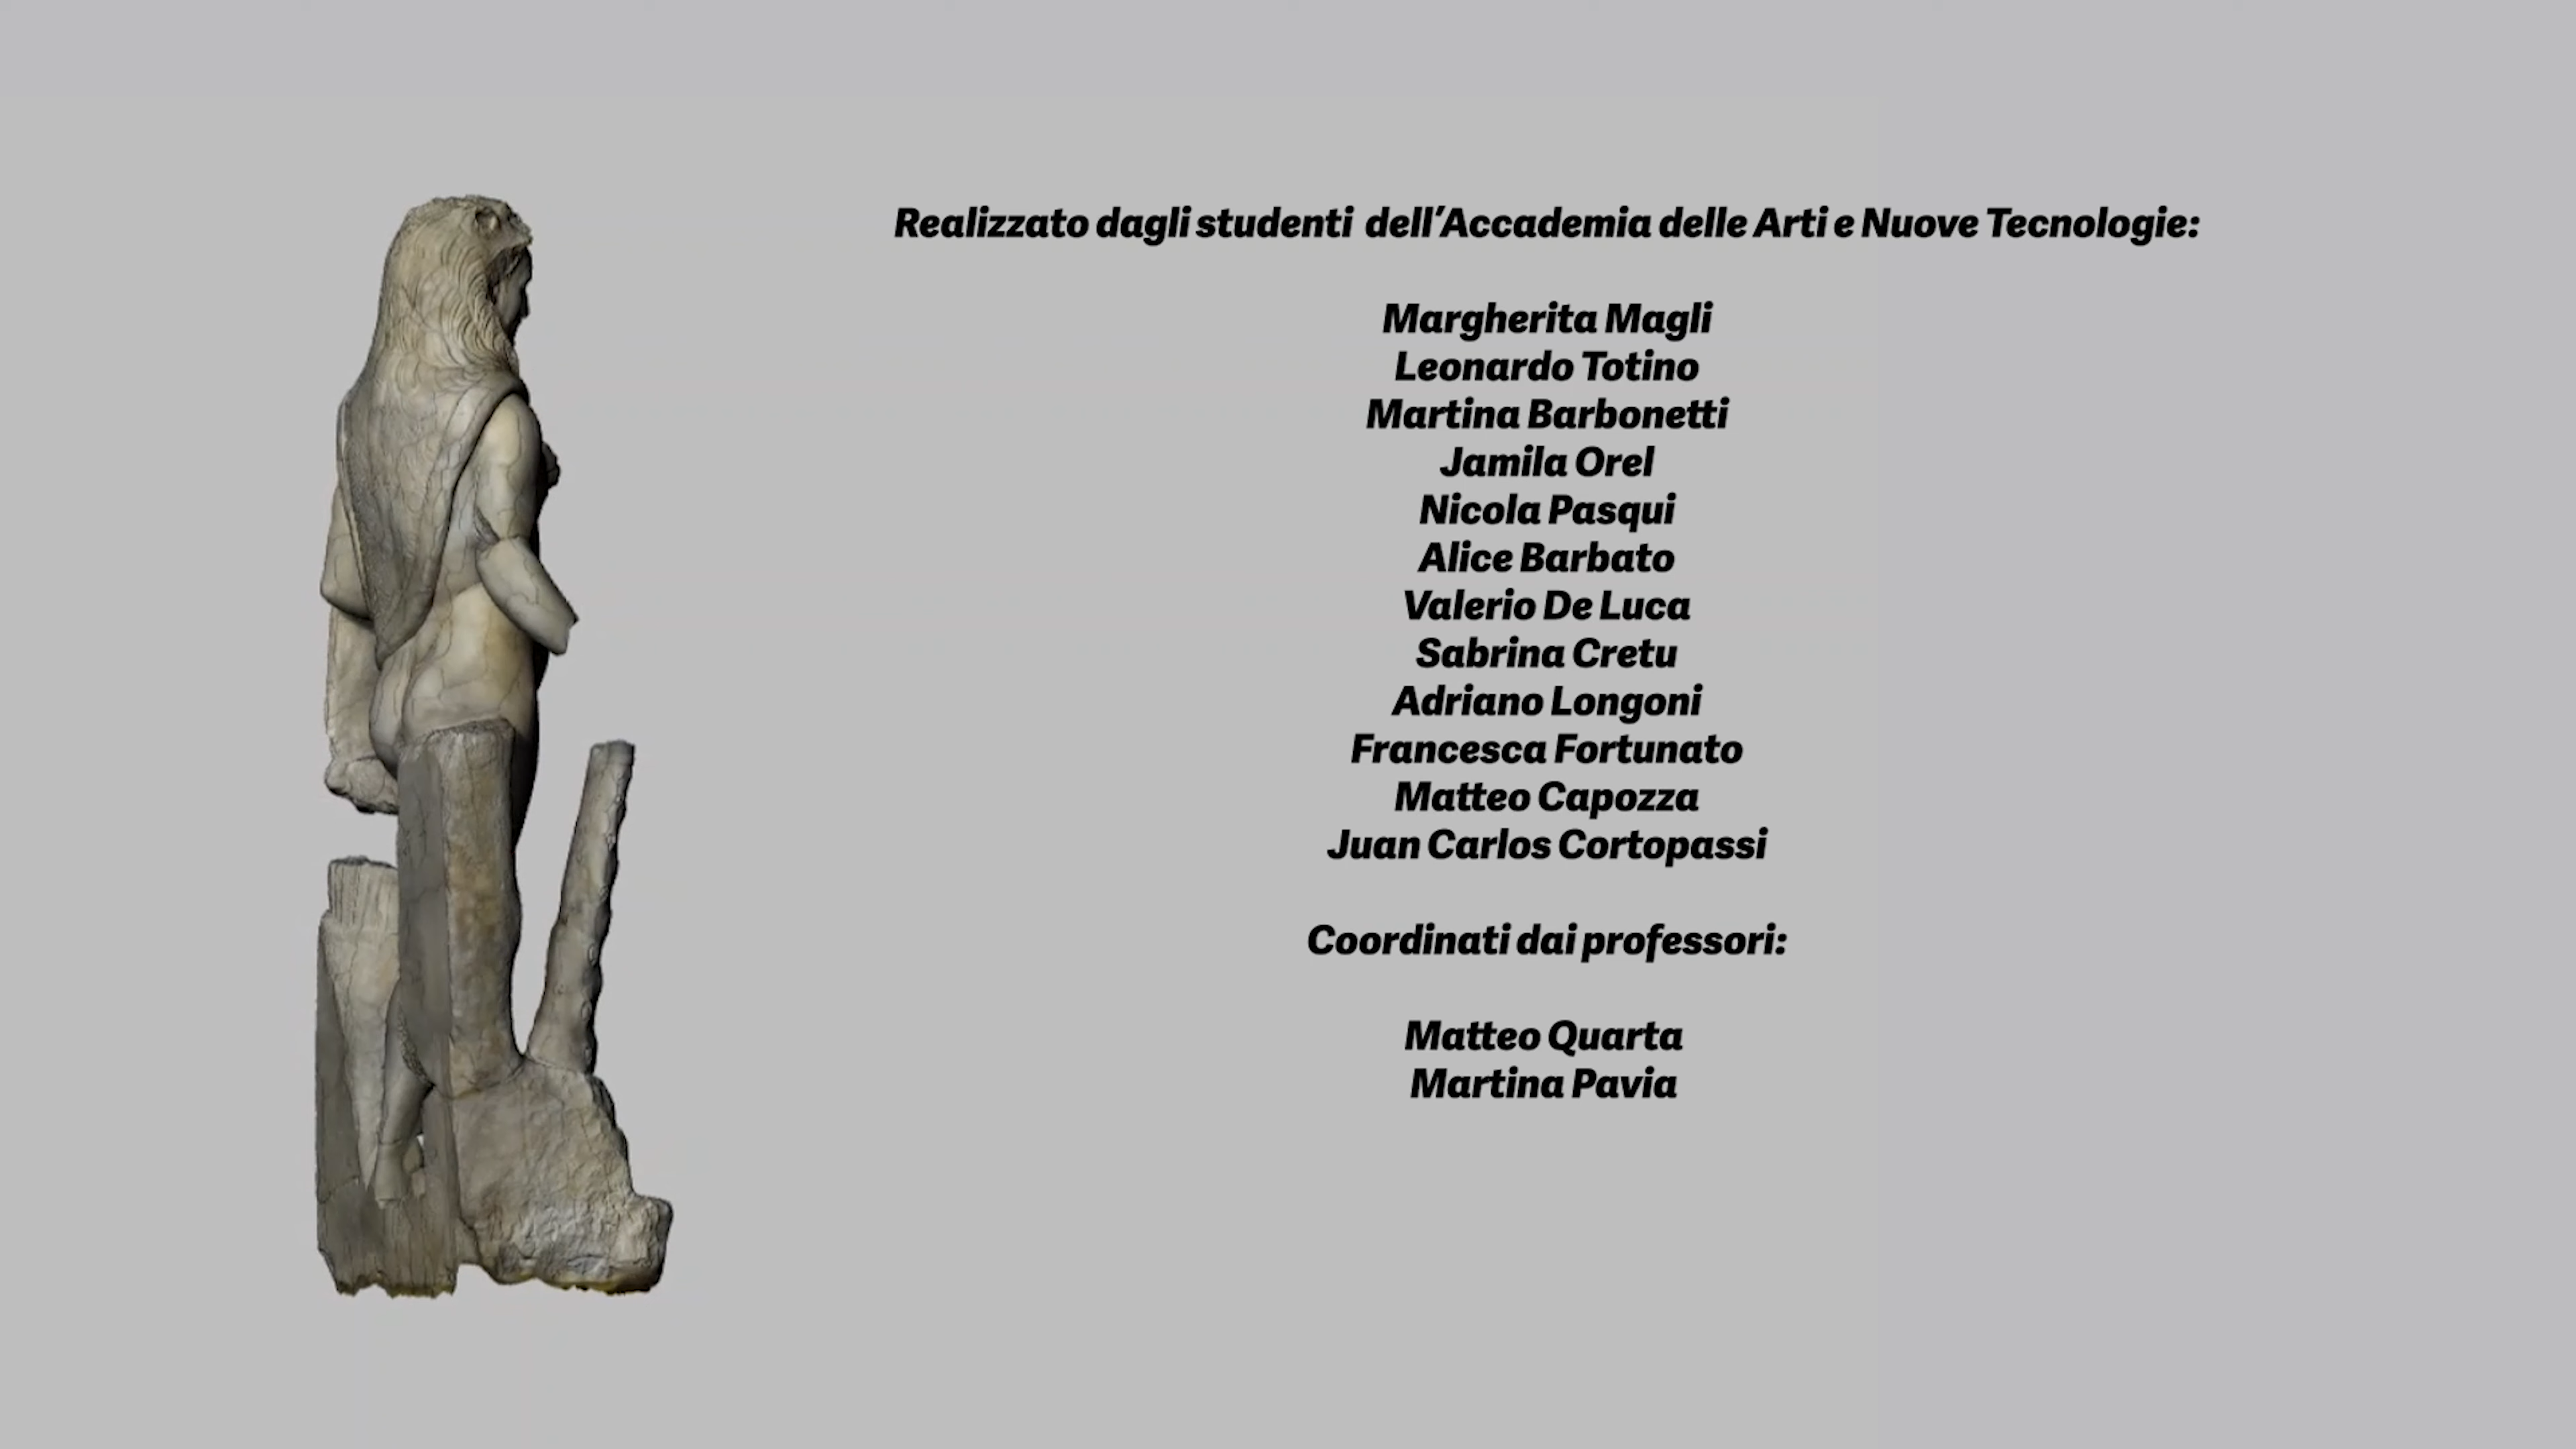 Realizzato dagli studenti dell'Accademia delle Arti e Nuove Tecnologie:
Margherita Magli
Leonardo Totino
Martina Barbonetti
Jamila Orel
Nicola Pasqui
Alice Barbato
Valerio De Luca
Sabrina Cretu
Adriano Longoni
Francesca Fortunato
Matteo Capozza
Juan Carlos Cortopassi
Coordinati dai professori:
Matteo Quarta
Martina Pavia